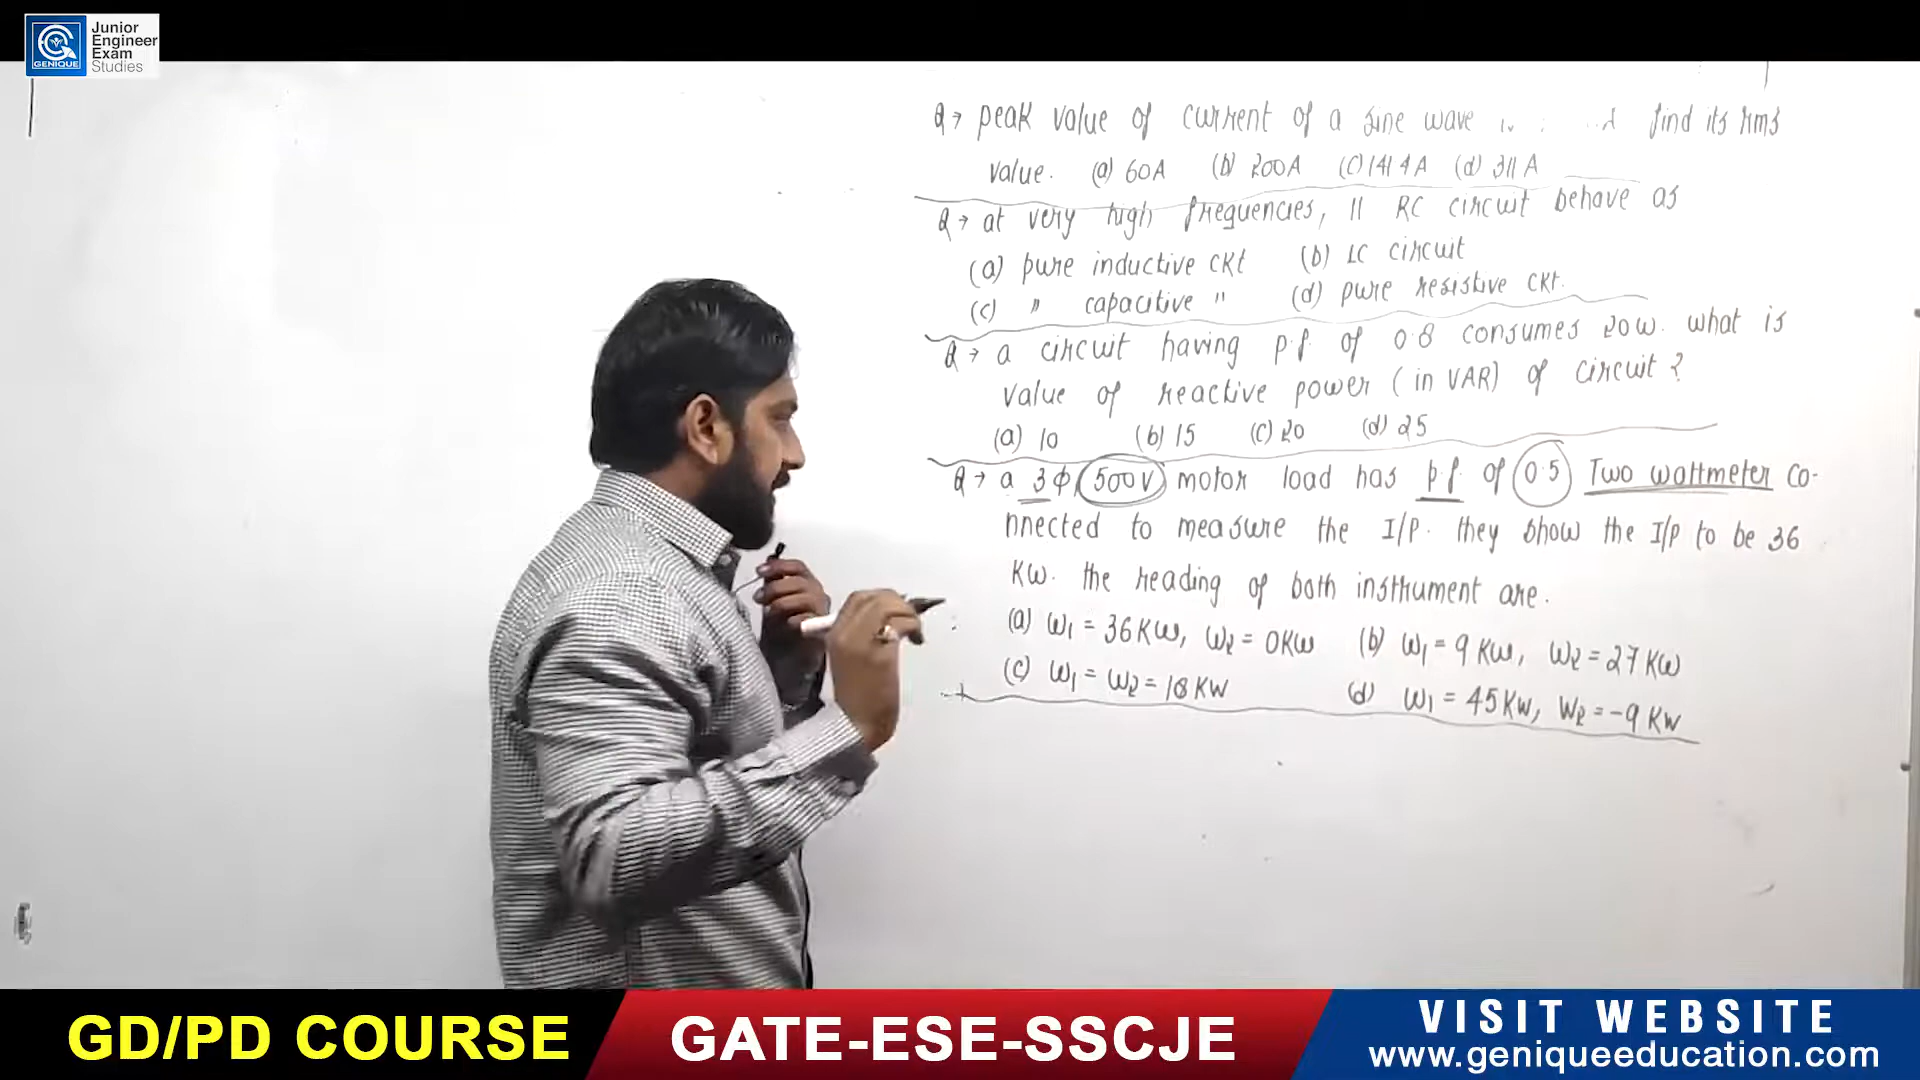 Junior
Engineer
Exam
Studies
GENIQUE
Q→ peak value of current of a sine wave find its rms
value. (a) 60A (b) 200A (c) 141.4A (d) 311 A
Q→ at very high frequencies, || RC circuit behave as
(a) pure inductive ckt (b) LC circuit
(c) " capacitive " (d) pure resistive ckt.
Q→ a circuit having p.f. of 0.8 consumes 20W. what is
value of reactive power (in VAR) of circuit?
(a) 10 (b) 15 (c) 20 (d) 25
Q→ a 3φ, 500V motor load has p.f. of 0.5 Two wattmeter co-
nnected to measure the I/P. they show the I/P to be 36
KW. the reading of both instrument are.
(a) W1 = 36KW, W2 = 0KW (b) W1 = 9 KW, W2 = 27 KW
(c) W1 = W2 = 18 KW (d) W1 = 45KW, W2 = -9 KW
GD/PD COURSE
GATE-ESE-SSCJE
VISIT WEBSITE
www.geniqueeducation.com